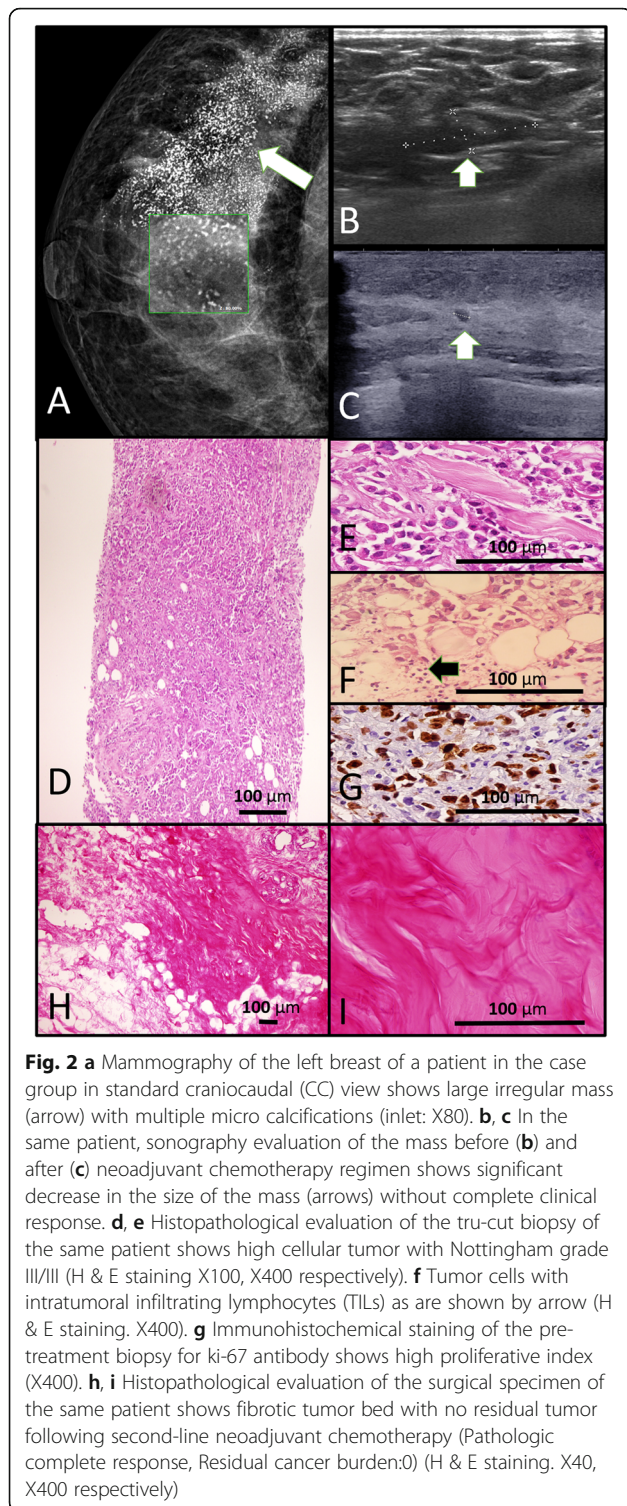 A
B
C
D
100 µm
E
100 µm
F
100 µm
G
100 µm
H
100 µm
I
100 µm
Fig. 2 a Mammography of the left breast of a patient in the case
group in standard craniocaudal (CC) view shows large irregular mass
(arrow) with multiple micro calcifications (inlet: X80). b, c In the
same patient, sonography evaluation of the mass before (b) and
after (c) neoadjuvant chemotherapy regimen shows significant
decrease in the size of the mass (arrows) without complete clinical
response. d, e Histopathological evaluation of the tru-cut biopsy of
the same patient shows high cellular tumor with Nottingham grade
III/III (H & E staining X100, X400 respectively). f Tumor cells with
intratumoral infiltrating lymphocytes (TILs) as are shown by arrow (H
& E staining. X400). g Immunohistochemical staining of the pre-
treatment biopsy for ki-67 antibody shows high proliferative index
(X400). h, i Histopathological evaluation of the surgical specimen of
the same patient shows fibrotic tumor bed with no residual tumor
following second-line neoadjuvant chemotherapy (Pathologic
complete response, Residual cancer burden:0) (H & E staining. X40,
X400 respectively)